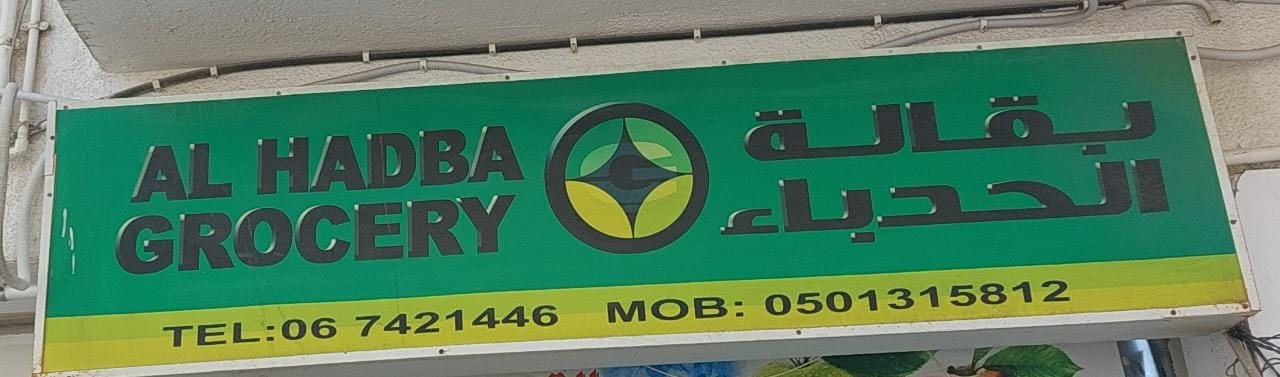 AL HADBA
GROCERY
بقالة
الحدباء
TEL:06 7421446 MOB: 0501315812